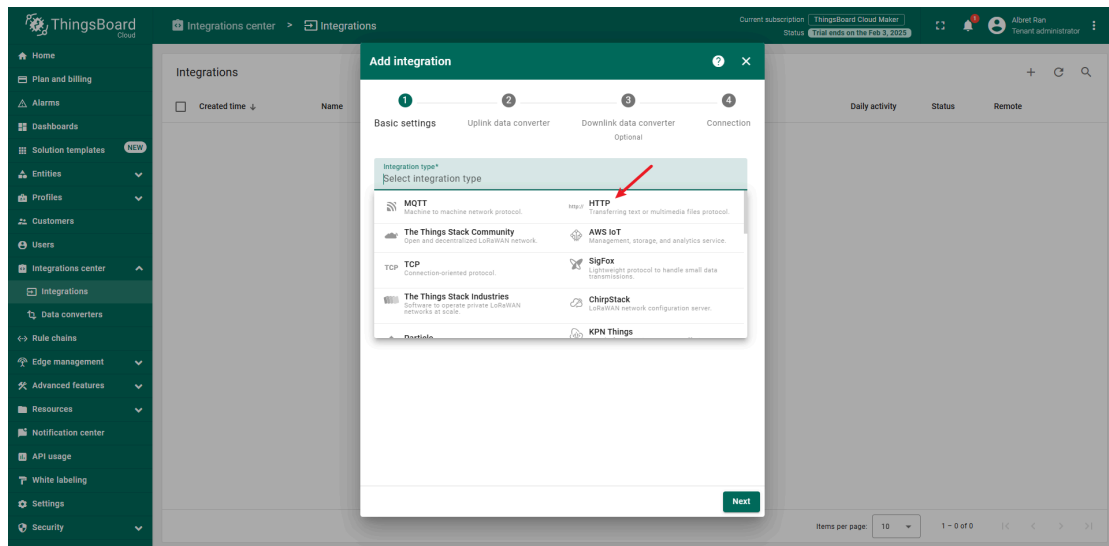 ThingsBoard
Cloud
Integrations center > Integrations
Current subscription ThingsBoard Cloud Maker
Status Trial ends on the Feb 3, 2025
Albret Ran
Tenant administrator
Home
Plan and billing
Alarms
Dashboards
Solution templates NEW
Entities
Profiles
Customers
Users
Integrations center
Integrations
Data converters
Rule chains
Edge management
Advanced features
Resources
Notification center
API usage
White labeling
Settings
Security
Integrations
Created time Name Daily activity Status Remote
Add integration
1 2 3 4
Basic settings Uplink data converter Downlink data converter Connection
Optional
Integration type*
Select integration type
MQTT
Machine to machine network protocol.
http:// HTTP
Transferring text or multimedia files protocol.
The Things Stack Community
Open and decentralized LoRaWAN network.
AWS IoT
Management, storage, and analytics service.
TCP TCP
Connection-oriented protocol.
SigFox
Lightweight protocol to handle small data
transmissions.
The Things Stack Industries
Software to operate private LoRaWAN
networks at scale.
ChirpStack
LoRaWAN network configuration server.
Particle
KPN Things
Next
Items per page: 10 1 – 0 of 0